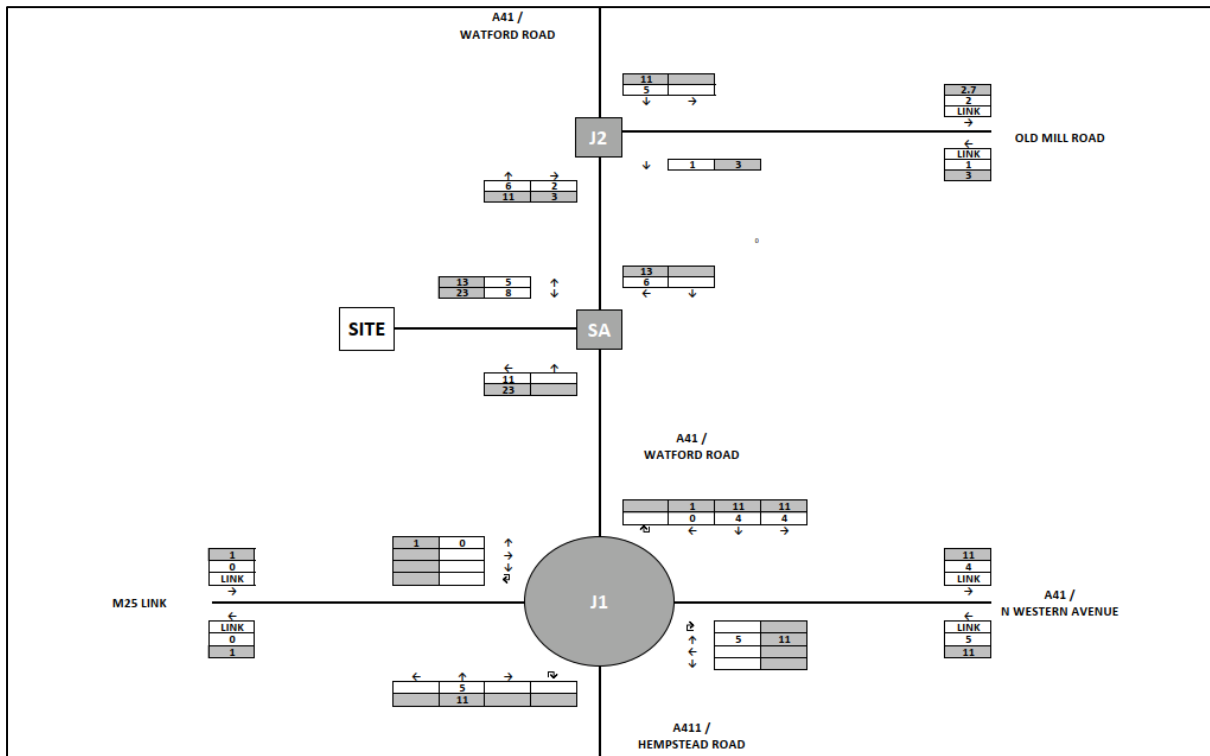 A41 /
WATFORD ROAD
11
5
↓ →
2.7
2
LINK
→
J2
OLD MILL ROAD
←
LINK
1
3
↓ 1 3
↑ →
6 2
11 3
0
13 5 ↑
23 8 ↓
13
6
← ↓
SITE
SA
← ↑
11
23
A41 /
WATFORD ROAD
1 11 11
0 4 4
← ↓ →
1 0 ↑
→
↓
1
0
LINK
→
11
4
LINK
→
M25 LINK
J1
A41 /
N WESTERN AVENUE
←
LINK
0
1
↑ 5 11
←
↓
←
LINK
5
11
← ↑ →
5
11
A411 /
HEMPSTEAD ROAD